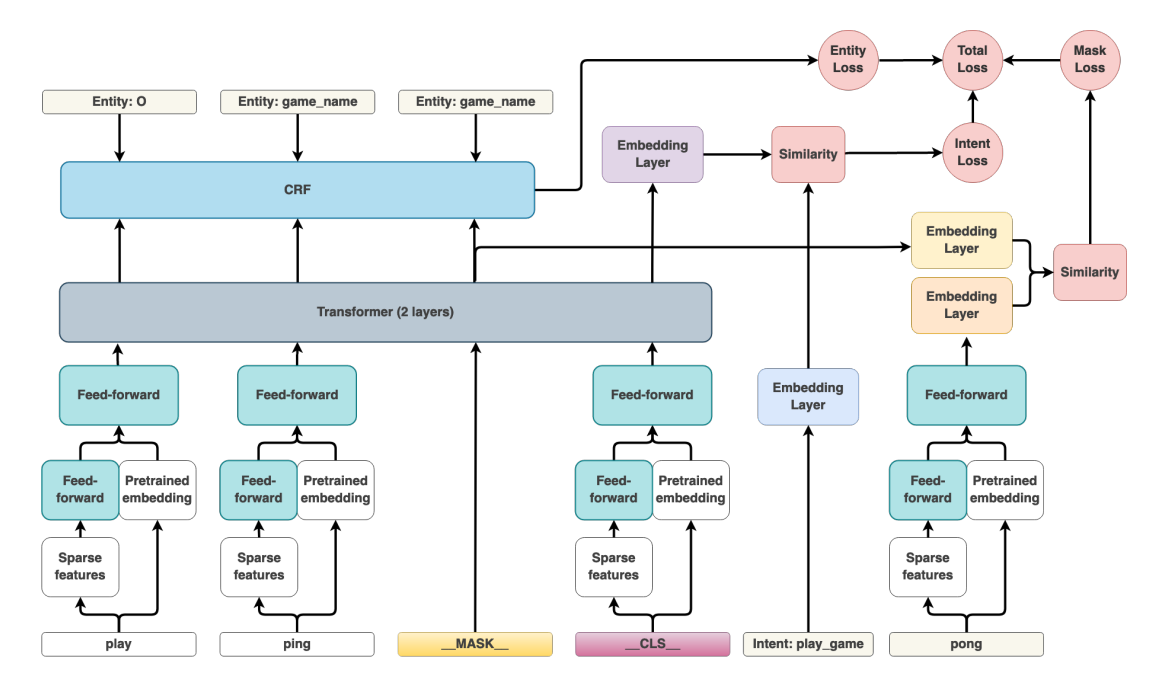 Entity
Loss
Total
Loss
Mask
Loss
Entity: O
Entity: game_name
Entity: game_name
Embedding
Layer
Similarity
Intent
Loss
CRF
Embedding
Layer
Similarity
Embedding
Layer
Transformer (2 layers)
Feed-forward
Feed-forward
Feed-forward
Embedding
Layer
Feed-forward
Feed-
forward
Pretrained
embedding
Feed-
forward
Pretrained
embedding
Feed-
forward
Pretrained
embedding
Feed-
forward
Pretrained
embedding
Sparse
features
Sparse
features
Sparse
features
Sparse
features
play
ping
__MASK__
__CLS__
Intent: play_game
pong